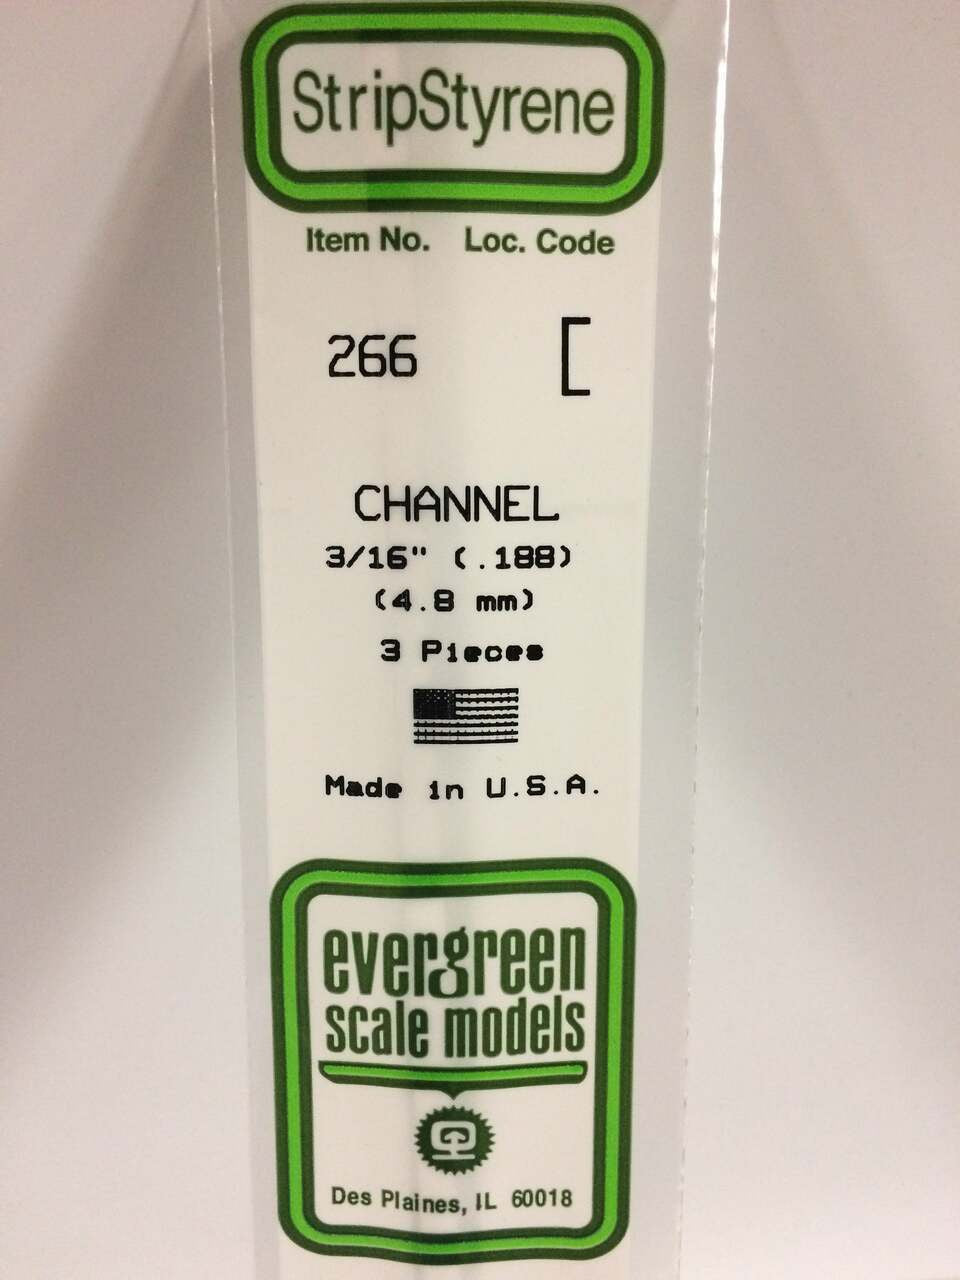 StripStyrene
Item No. Loc. Code
266
CHANNEL
3/16" (.188)
(4.8 mm)
3 Pieces
Made in U.S.A.
evergreen
scale models
Des Plaines, IL 60018